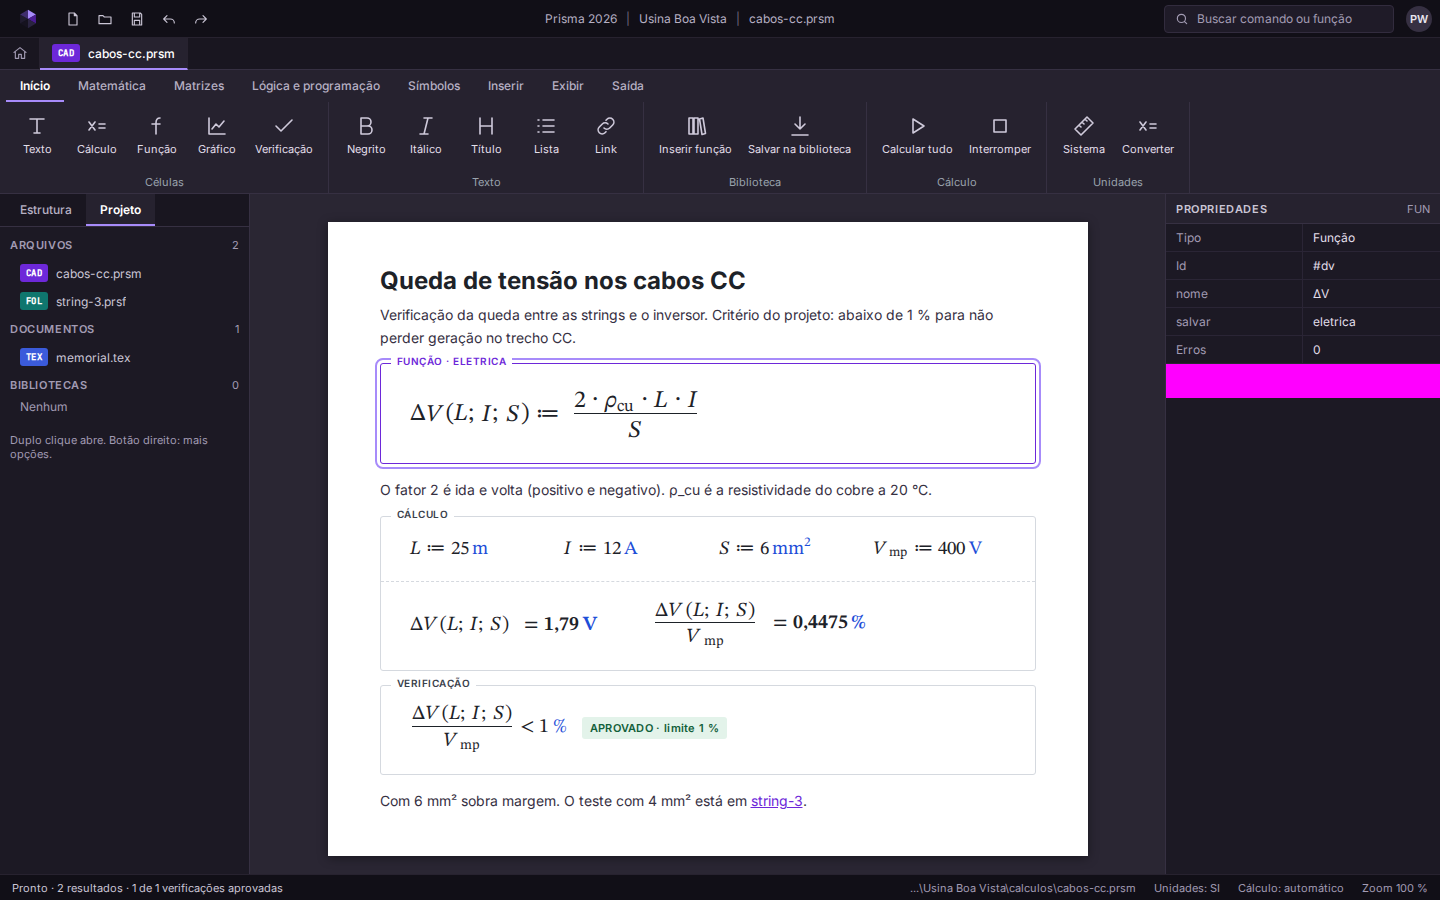 Prisma 2026 | Usina Boa Vista | cabos-cc.prsm
Buscar comando ou função
PW
CAD cabos-cc.prsm
Início Matemática Matrizes Lógica e programação Símbolos Inserir Exibir Saída
Texto Cálculo Função Gráfico Verificação Negrito Itálico Título Lista Link Inserir função Salvar na biblioteca Calcular tudo Interromper Sistema Converter
Células Texto Biblioteca Cálculo Unidades
Estrutura Projeto
ARQUIVOS 2
CAD cabos-cc.prsm
FOL string-3.prsf
DOCUMENTOS 1
TEX memorial.tex
BIBLIOTECAS 0
Nenhum
Duplo clique abre. Botão direito: mais
opções.
Queda de tensão nos cabos CC
Verificação da queda entre as strings e o inversor. Critério do projeto: abaixo de 1 % para não
perder geração no trecho CC.
FUNÇÃO · ELETRICA
ΔV(L; I; S) ≔ 2 · ρcu · L · I
S
O fator 2 é ida e volta (positivo e negativo). ρ_cu é a resistividade do cobre a 20 °C.
CÁLCULO
L ≔ 25 m I ≔ 12 A S ≔ 6 mm² V mp ≔ 400 V
ΔV(L; I; S) = 1,79 V ΔV(L; I; S) = 0,4475 %
V mp
VERIFICAÇÃO
ΔV(L; I; S) < 1 % APROVADO · limite 1 %
V mp
Com 6 mm² sobra margem. O teste com 4 mm² está em string-3.
PROPRIEDADES FUN
Tipo Função
Id #dv
nome ΔV
salvar eletrica
Erros 0
Pronto · 2 resultados · 1 de 1 verificações aprovadas
...\Usina Boa Vista\calculos\cabos-cc.prsm Unidades: SI Cálculo: automático Zoom 100 %